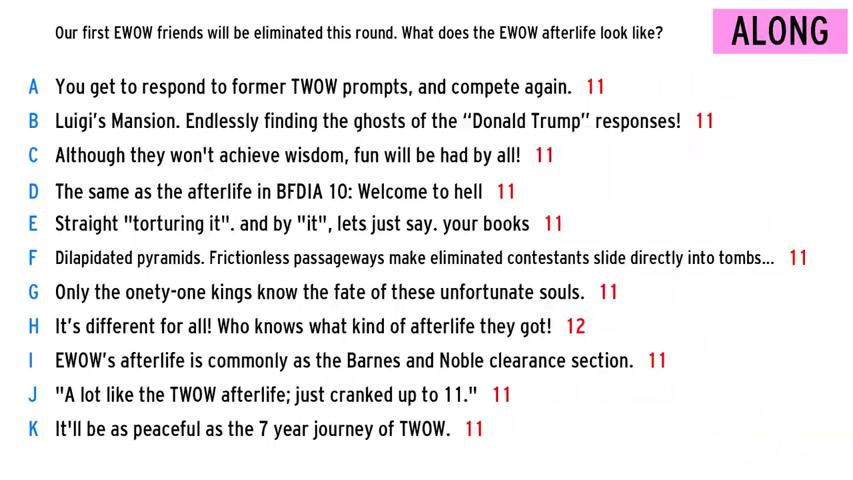 Our first EWOW friends will be eliminated this round. What does the EWOW afterlife look like?
ALONG
A You get to respond to former TWOW prompts, and compete again. 11
B Luigi’s Mansion. Endlessly finding the ghosts of the “Donald Trump” responses! 11
C Although they won't achieve wisdom, fun will be had by all! 11
D The same as the afterlife in BFDIA 10: Welcome to hell 11
E Straight "torturing it". and by "it", lets just say. your books 11
F Dilapidated pyramids. Frictionless passageways make eliminated contestants slide directly into tombs... 11
G Only the onety-one kings know the fate of these unfortunate souls. 11
H It’s different for all! Who knows what kind of afterlife they got! 12
I EWOW’s afterlife is commonly as the Barnes and Noble clearance section. 11
J "A lot like the TWOW afterlife; just cranked up to 11." 11
K It'll be as peaceful as the 7 year journey of TWOW. 11